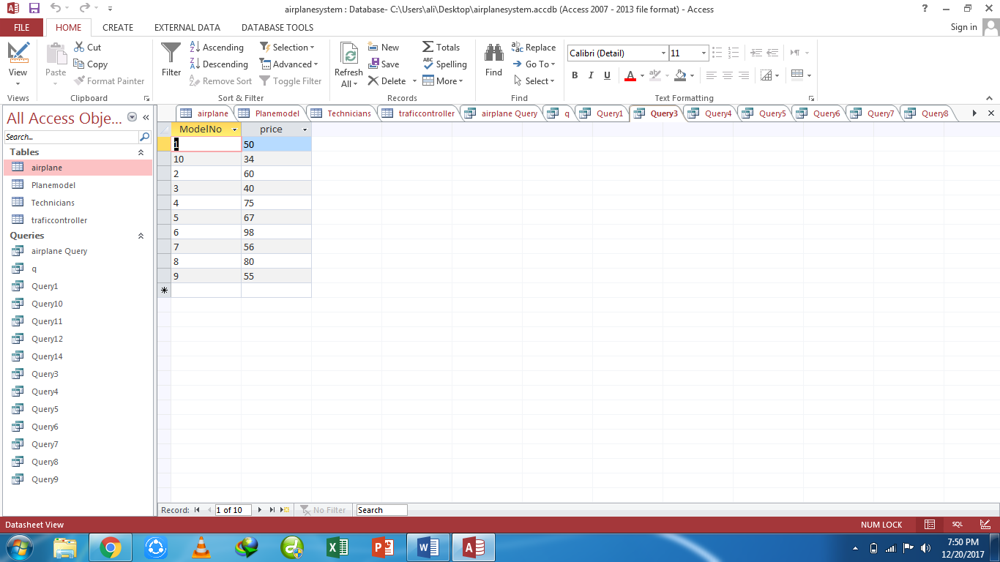 airplanesystem : Database- C:\Users\ali\Desktop\airplanesystem.accdb (Access 2007 - 2013 file format) - Access
FILE HOME CREATE EXTERNAL DATA DATABASE TOOLS Sign in
View
Views
Paste
Cut
Copy
Format Painter
Clipboard
Filter
Ascending
Descending
Remove Sort
Selection
Advanced
Toggle Filter
Sort & Filter
Refresh All
New
Save
Delete
Totals
Spelling
More
Records
Find
Replace
Go To
Select
Find
Calibri (Detail) 11
B I U A
Text Formatting
All Access Obje...
Search...
Tables
airplane
Planemodel
Technicians
traficcontroller
Queries
airplane Query
q
Query1
Query10
Query11
Query12
Query14
Query3
Query4
Query5
Query6
Query7
Query8
Query9
airplane Planemodel Technicians traficcontroller airplane Query q Query1 Query3 Query4 Query5 Query6 Query7 Query8
ModelNo price
1 50
10 34
2 60
3 40
4 75
5 67
6 98
7 56
8 80
9 55
Record: 1 of 10 No Filter Search
Datasheet View NUM LOCK SQL
7:50 PM
12/20/2017